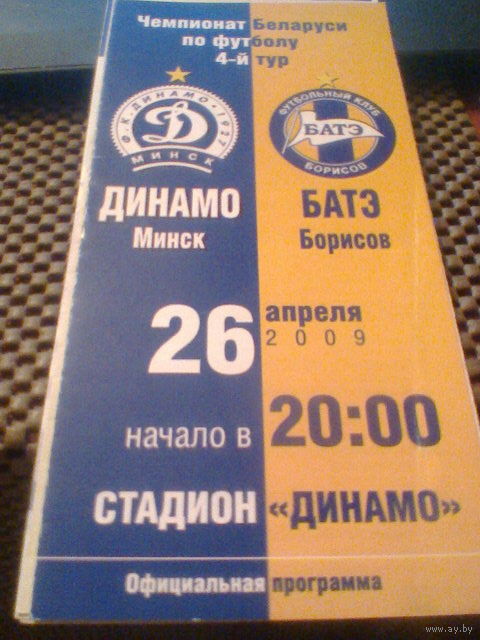 Чемпионат Беларуси
по футболу
4-й тур
Ф.К. ДИНАМО • 1927
МИНСК
ФУТБОЛЬНЫЙ КЛУБ
БАТЭ
БОРИСОВ
ДИНАМО
Минск
БАТЭ
Борисов
26 апреля
2009
начало в 20:00
СТАДИОН «ДИНАМО»
Официальная программа
www.ay.by